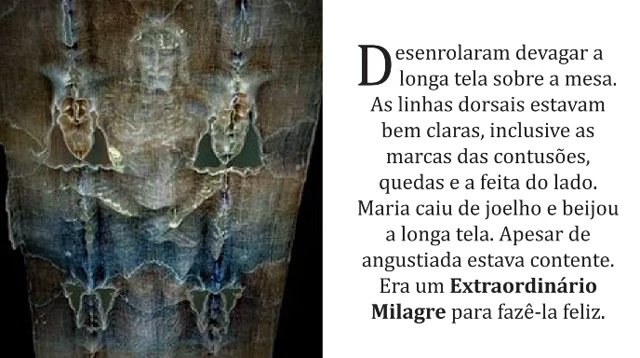 Desenrolaram devagar a
longa tela sobre a mesa.
As linhas dorsais estavam
bem claras, inclusive as
marcas das contusões,
quedas e a feita do lado.
Maria caiu de joelho e beijou
a longa tela. Apesar de
angustiada estava contente.
Era um Extraordinário
Milagre para fazê-la feliz.